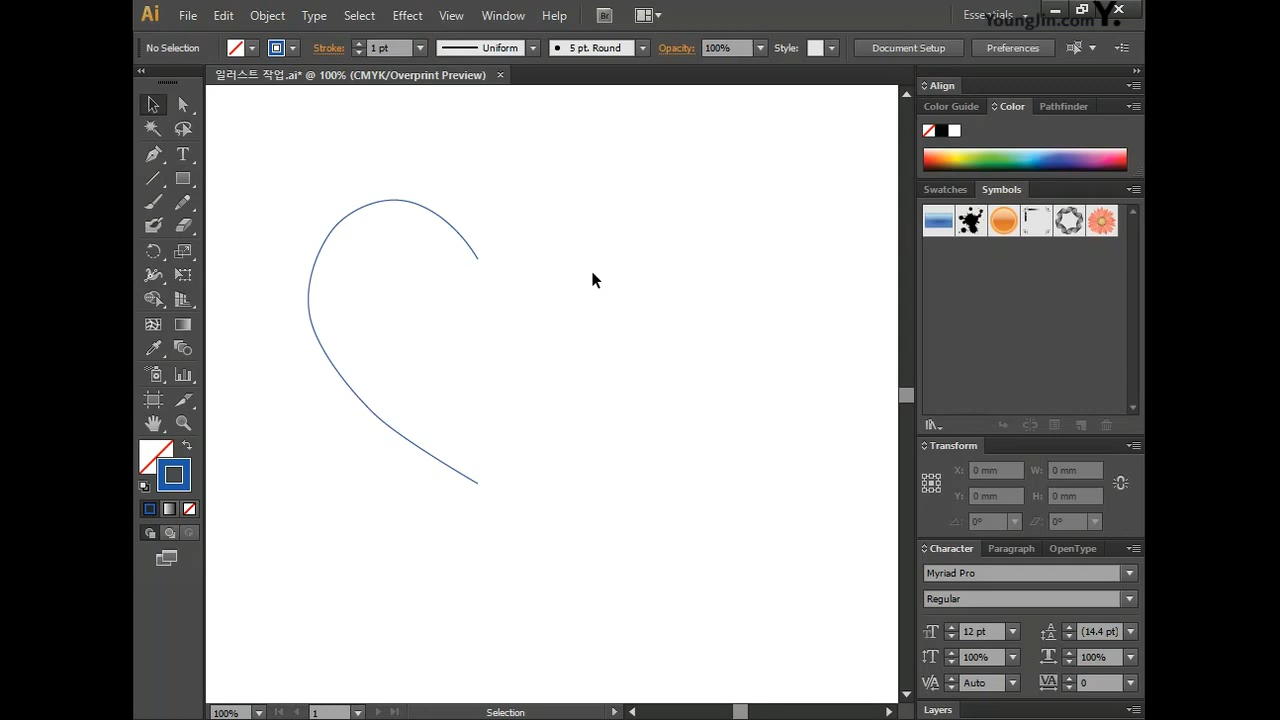 Ai File Edit Object Type Select Effect View Window Help Br Essentials
YoungJin.com Y.
No Selection Stroke: 1 pt Uniform 5 pt. Round Opacity: 100% Style: Document Setup Preferences
일러스트 작업.ai* @ 100% (CMYK/Overprint Preview)
Align
Color Guide Color Pathfinder
Swatches Symbols
Transform
X: 0 mm W: 0 mm
Y: 0 mm H: 0 mm
0° 0°
Character Paragraph OpenType
Myriad Pro
Regular
12 pt (14.4 pt)
100% 100%
Auto 0
Layers
100% 1 Selection